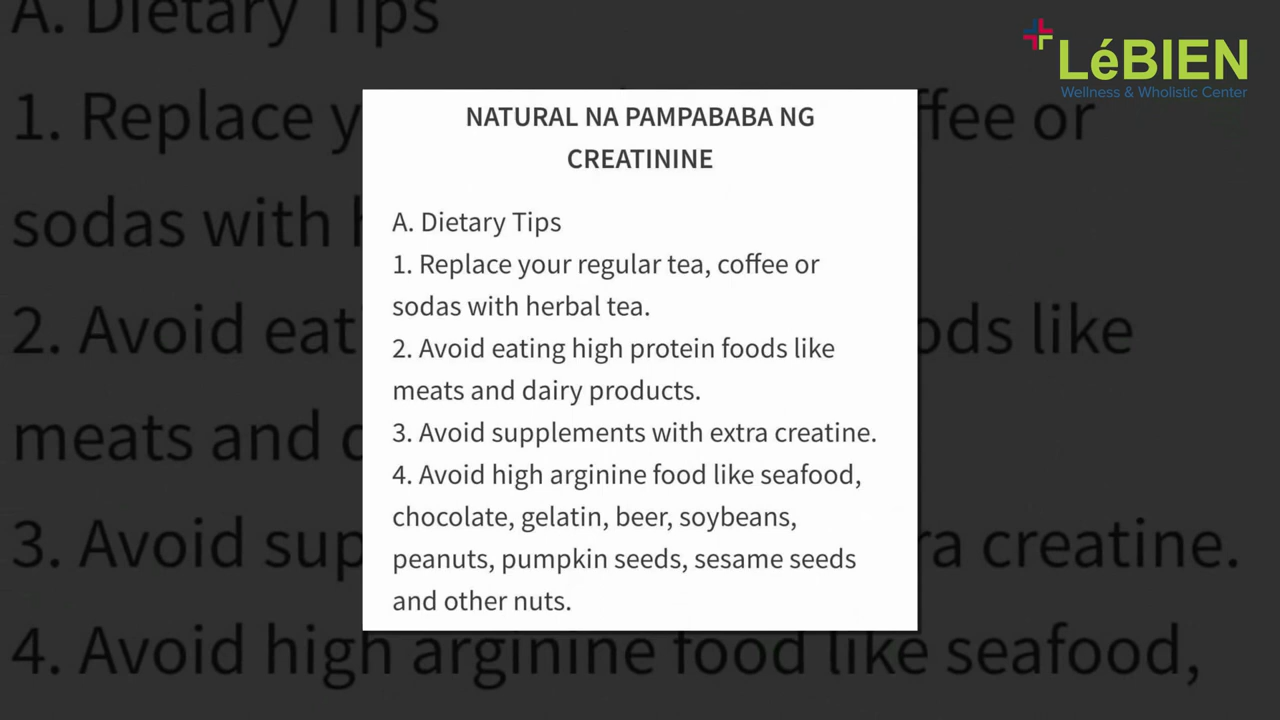 LéBIEN
Wellness & Wholistic Center
NATURAL NA PAMPABABA NG
CREATININE
A. Dietary Tips
1. Replace your regular tea, coffee or
sodas with herbal tea.
2. Avoid eating high protein foods like
meats and dairy products.
3. Avoid supplements with extra creatine.
4. Avoid high arginine food like seafood,
chocolate, gelatin, beer, soybeans,
peanuts, pumpkin seeds, sesame seeds
and other nuts.